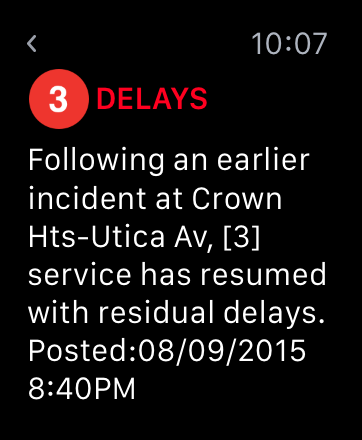 < 10:07
3 DELAYS
Following an earlier
incident at Crown
Hts-Utica Av, [3]
service has resumed
with residual delays.
Posted:08/09/2015
8:40PM